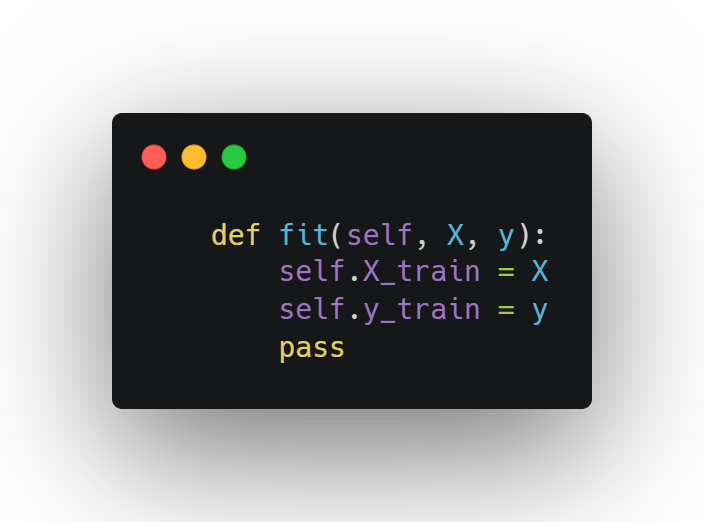 def fit(self, X, y):
    self.X_train = X
    self.y_train = y
    pass